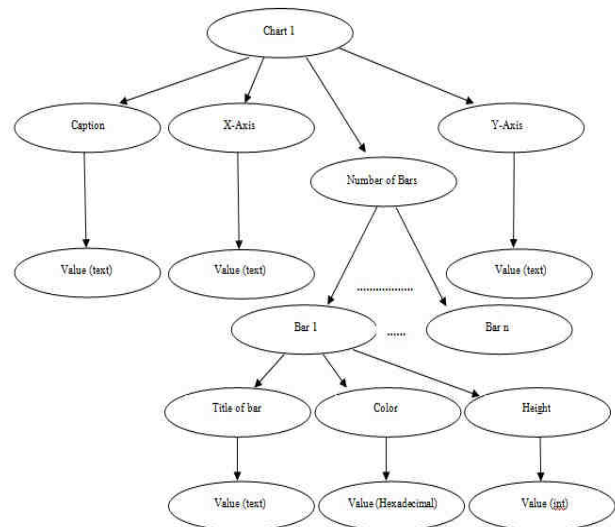 Chart 1
Caption
X-Axis
Y-Axis
Number of Bars
Value (text)
Value (text)
Value (text)
..................
Bar 1
......
Bar n
Title of bar
Color
Height
Value (text)
Value (Hexadecimal)
Value (int)